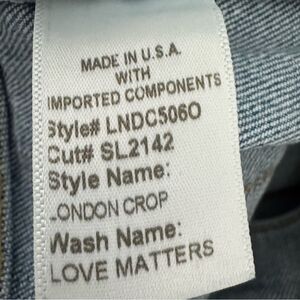 MADE IN U.S.A.
WITH
IMPORTED COMPONENTS
Style# LNDC506O
Cut# SL2142
Style Name:
LONDON CROP
Wash Name:
LOVE MATTERS